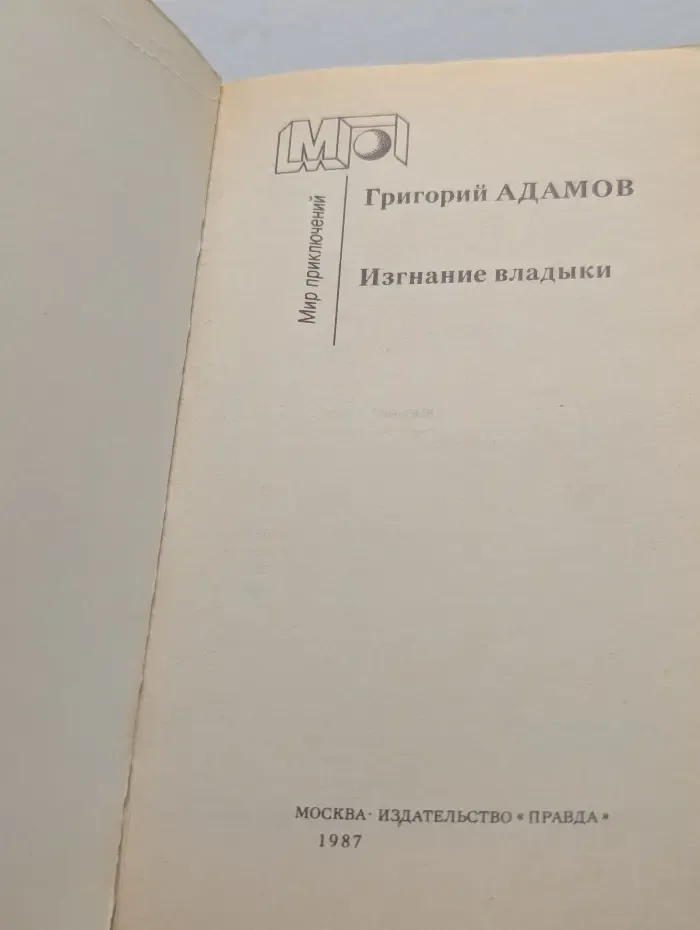 МП
Мир приключений
Григорий АДАМОВ
Изгнание владыки
МОСКВА · ИЗДАТЕЛЬСТВО « ПРАВДА »
1987